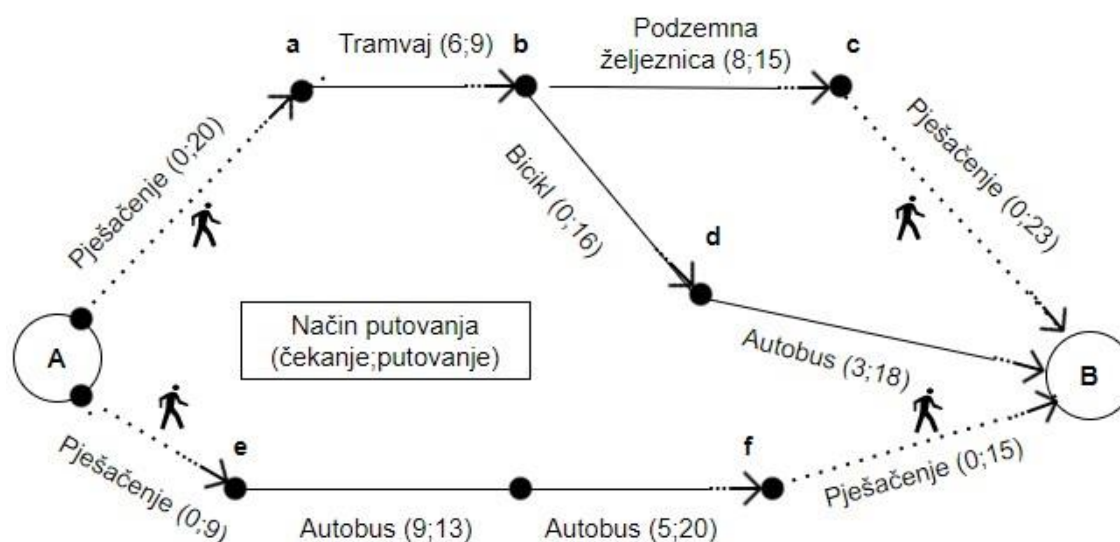 a
Tramvaj (6;9)
b
Podzemna
željeznica (8;15)
c
Pješačenje (0;20)
Bicikl (0;16)
Pješačenje (0;23)
d
A
Način putovanja
(čekanje;putovanje)
Autobus (3;18)
B
Pješačenje (0;9)
e
Autobus (9;13)
Autobus (5;20)
f
Pješačenje (0;15)